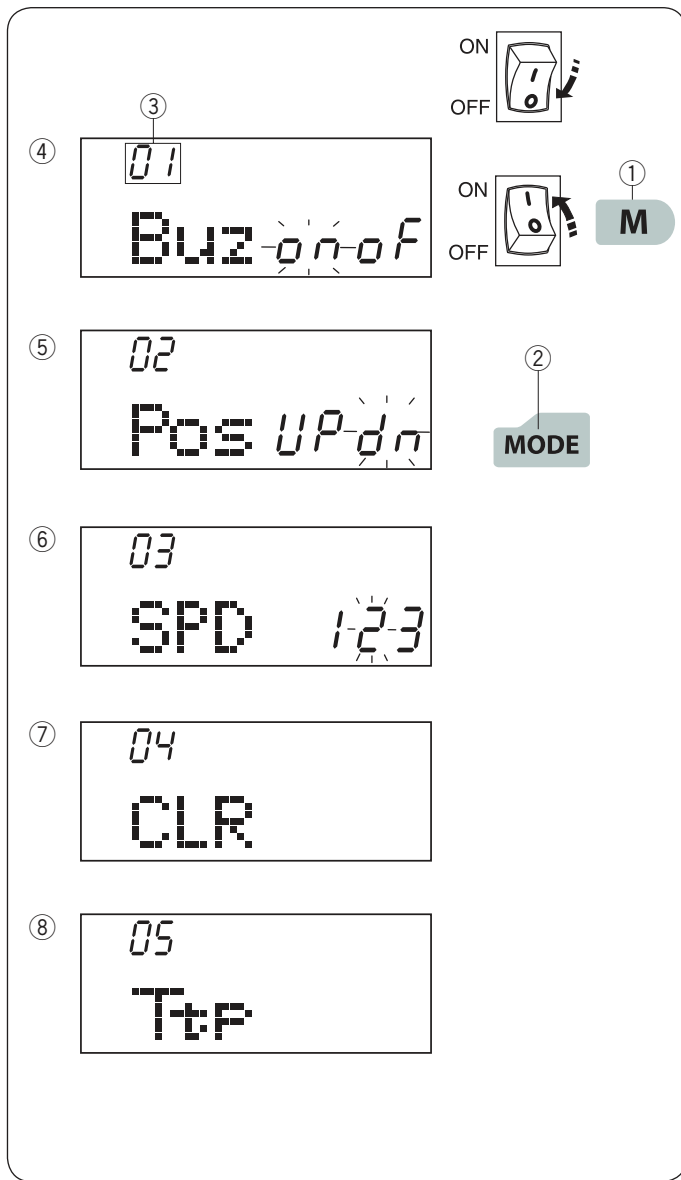 ON
OFF
③
④
01
Buz on oF
ON
OFF
①
M
⑤
02
Pos UP dn
②
MODE
⑥
03
SPD 1 2 3
⑦
04
CLR
⑧
05
Ttp